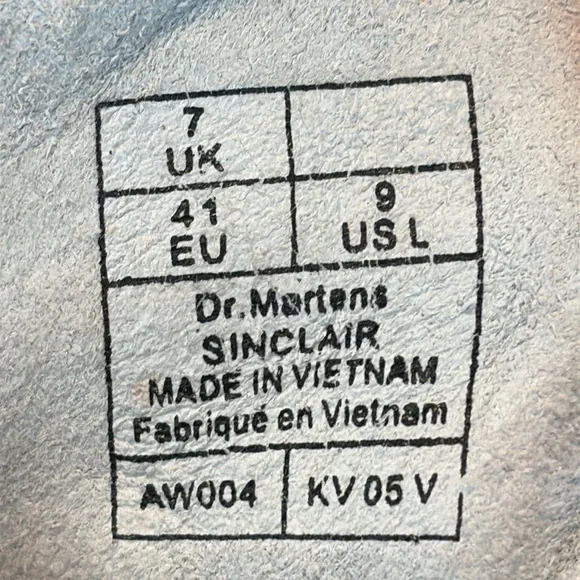 7
UK
41
EU
9
US L
Dr. Martens
SINCLAIR
MADE IN VIETNAM
Fabriqué en Vietnam
AW004
KV 05 V